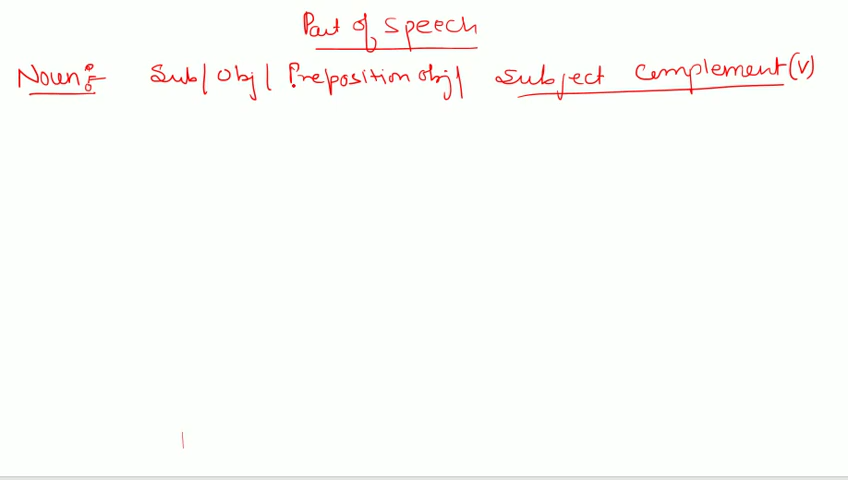 Part of Speech
Noun:- Sub/ Obj/ Preposition obj/ Subject Complement (v)